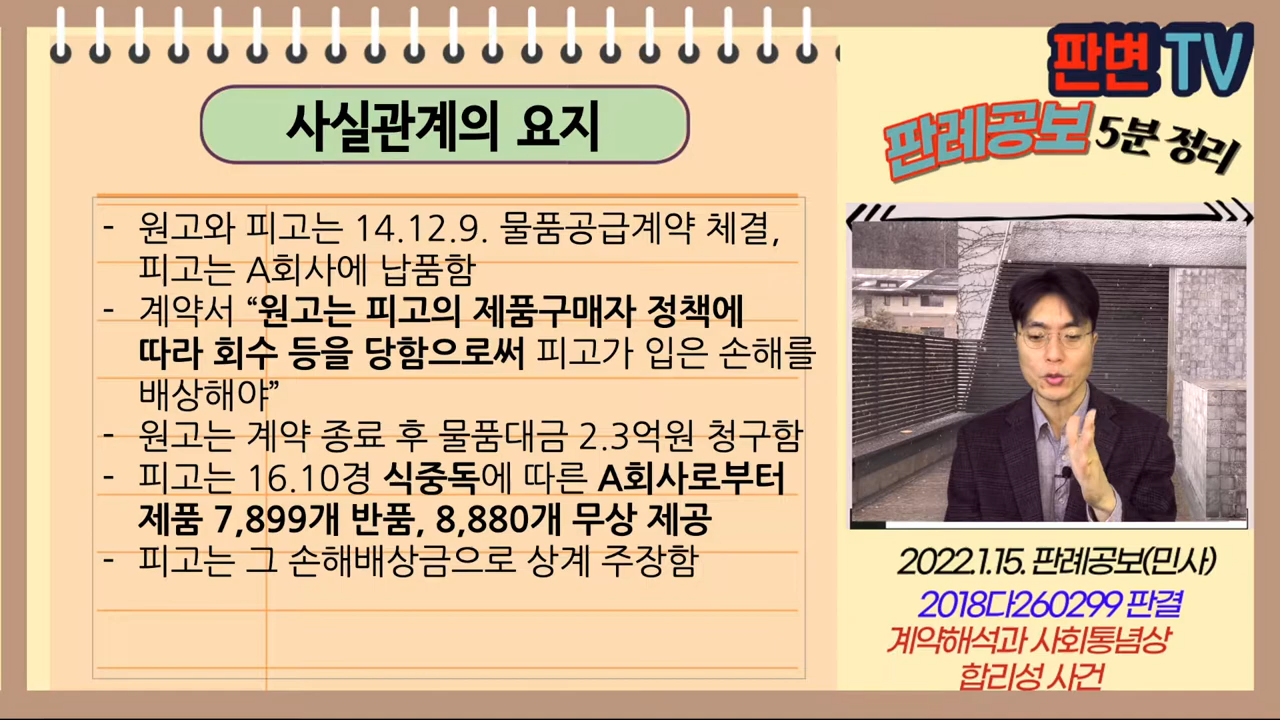 사실관계의 요지
- 원고와 피고는 14.12.9. 물품공급계약 체결,
피고는 A회사에 납품함
- 계약서 “원고는 피고의 제품구매자 정책에
따라 회수 등을 당함으로써 피고가 입은 손해를
배상해야”
- 원고는 계약 종료 후 물품대금 2.3억원 청구함
- 피고는 16.10경 식중독에 따른 A회사로부터
제품 7,899개 반품, 8,880개 무상 제공
- 피고는 그 손해배상금으로 상계 주장함
판변 TV
판례공보 5분 정리
2022.1.15. 판례공보(민사)
2018다260299 판결
계약해석과 사회통념상
합리성 사건